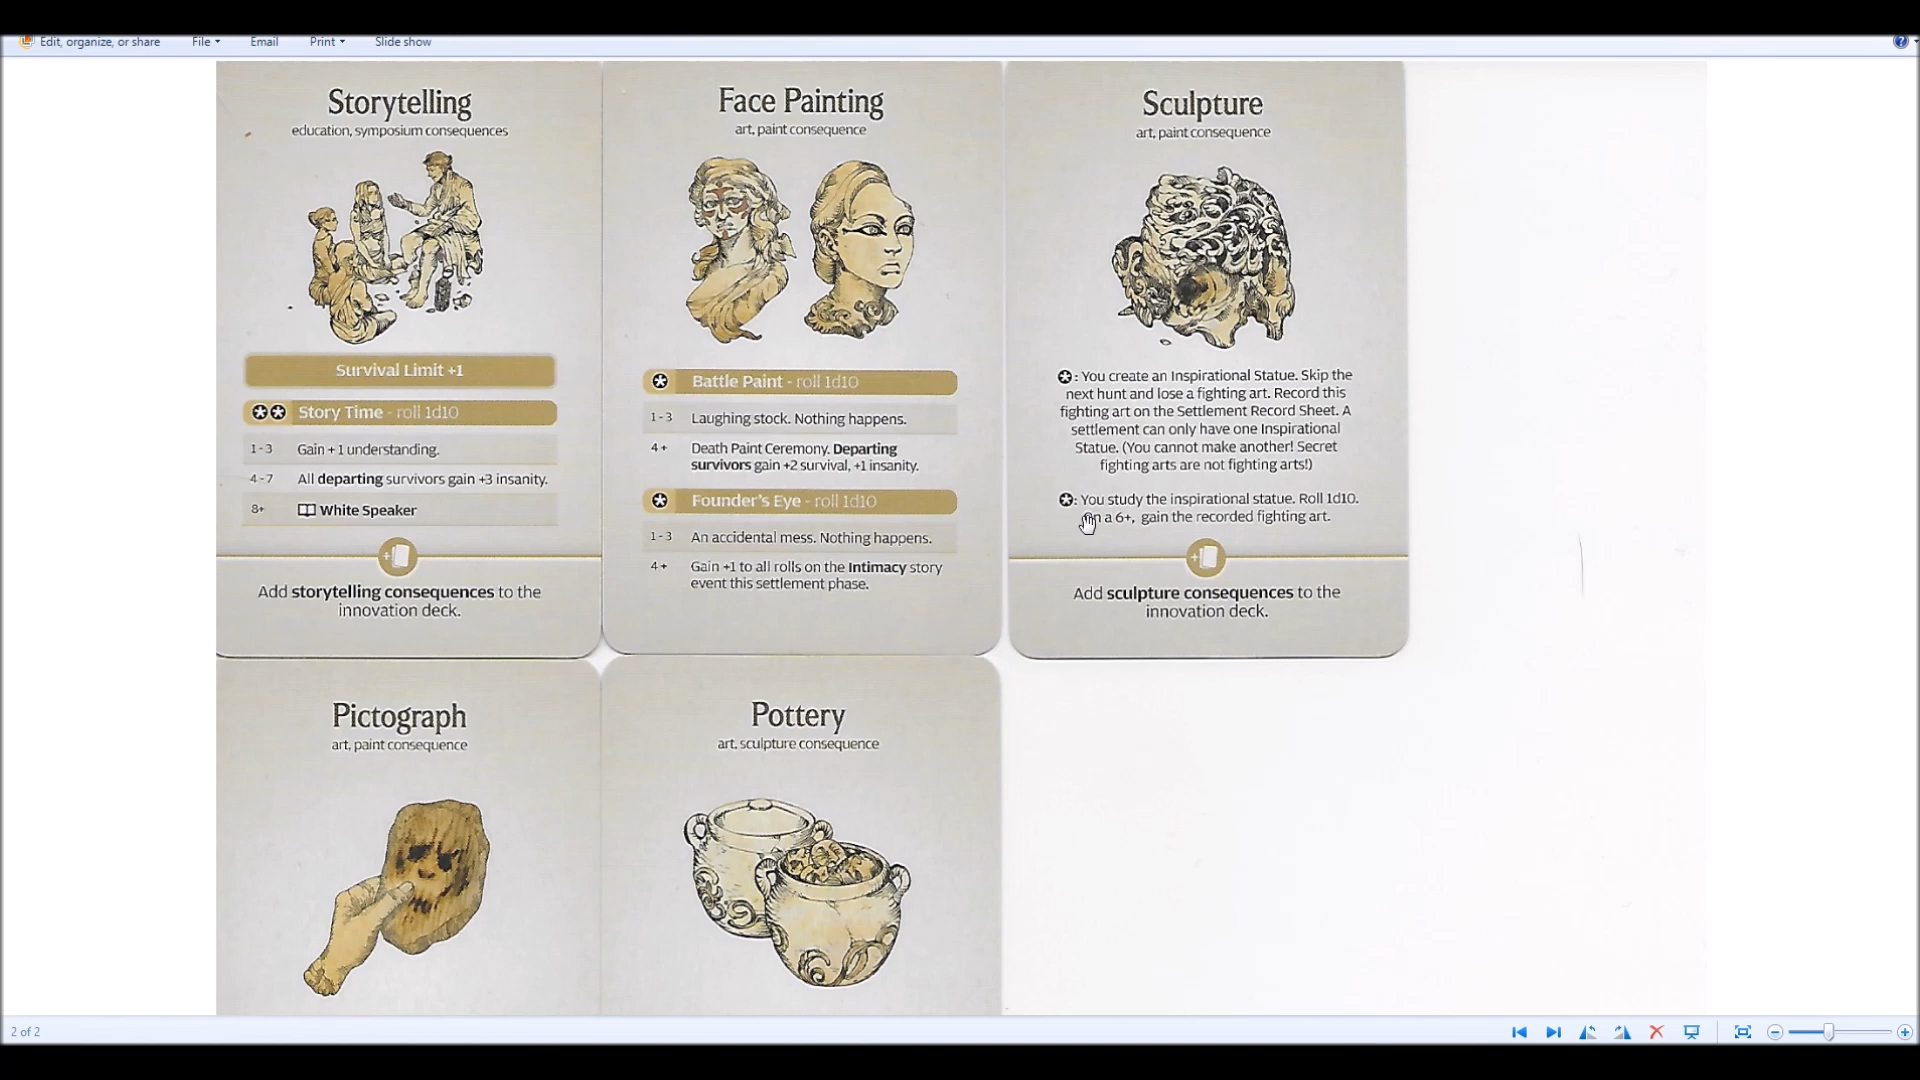 Edit, organize, or share File Email Print Slide show
Storytelling
education, symposium consequences
Survival Limit +1
Story Time - roll 1d10
1-3 Gain +1 understanding.
4-7 All departing survivors gain +3 insanity.
8+ White Speaker
Add storytelling consequences to the
innovation deck.
Face Painting
art, paint consequence
Battle Paint - roll 1d10
1-3 Laughing stock. Nothing happens.
4+ Death Paint Ceremony. Departing
survivors gain +2 survival, +1 insanity.
Founder's Eye - roll 1d10
1-3 An accidental mess. Nothing happens.
4+ Gain +1 to all rolls on the Intimacy story
event this settlement phase.
Sculpture
art, paint consequence
: You create an Inspirational Statue. Skip the
next hunt and lose a fighting art. Record this
fighting art on the Settlement Record Sheet. A
settlement can only have one Inspirational
Statue. (You cannot make another! Secret
fighting arts are not fighting arts!)
: You study the inspirational statue. Roll 1d10.
On a 6+, gain the recorded fighting art.
Add sculpture consequences to the
innovation deck.
Pictograph
art, paint consequence
Pottery
art, sculpture consequence
2 of 2